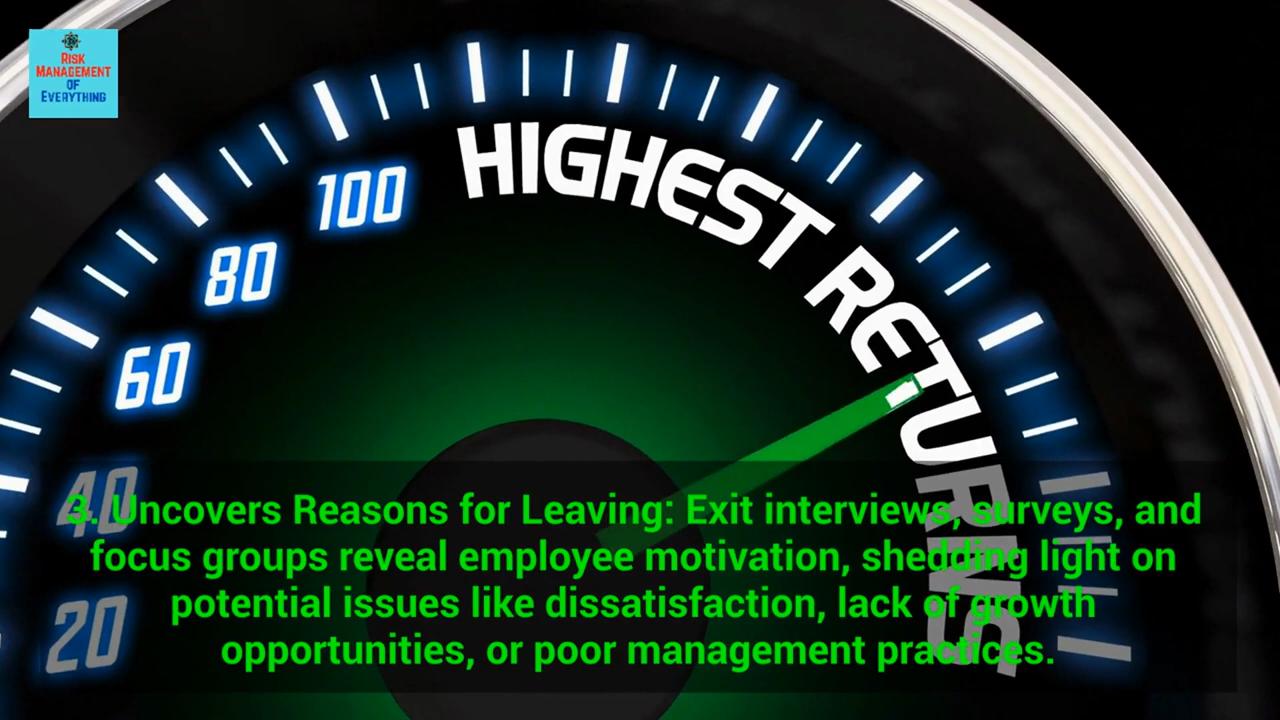 Risk
Management
of
Everything
HIGHEST RETURNS
100
80
60
40
20
3. Uncovers Reasons for Leaving: Exit interviews, surveys, and
focus groups reveal employee motivation, shedding light on
potential issues like dissatisfaction, lack of growth
opportunities, or poor management practices.